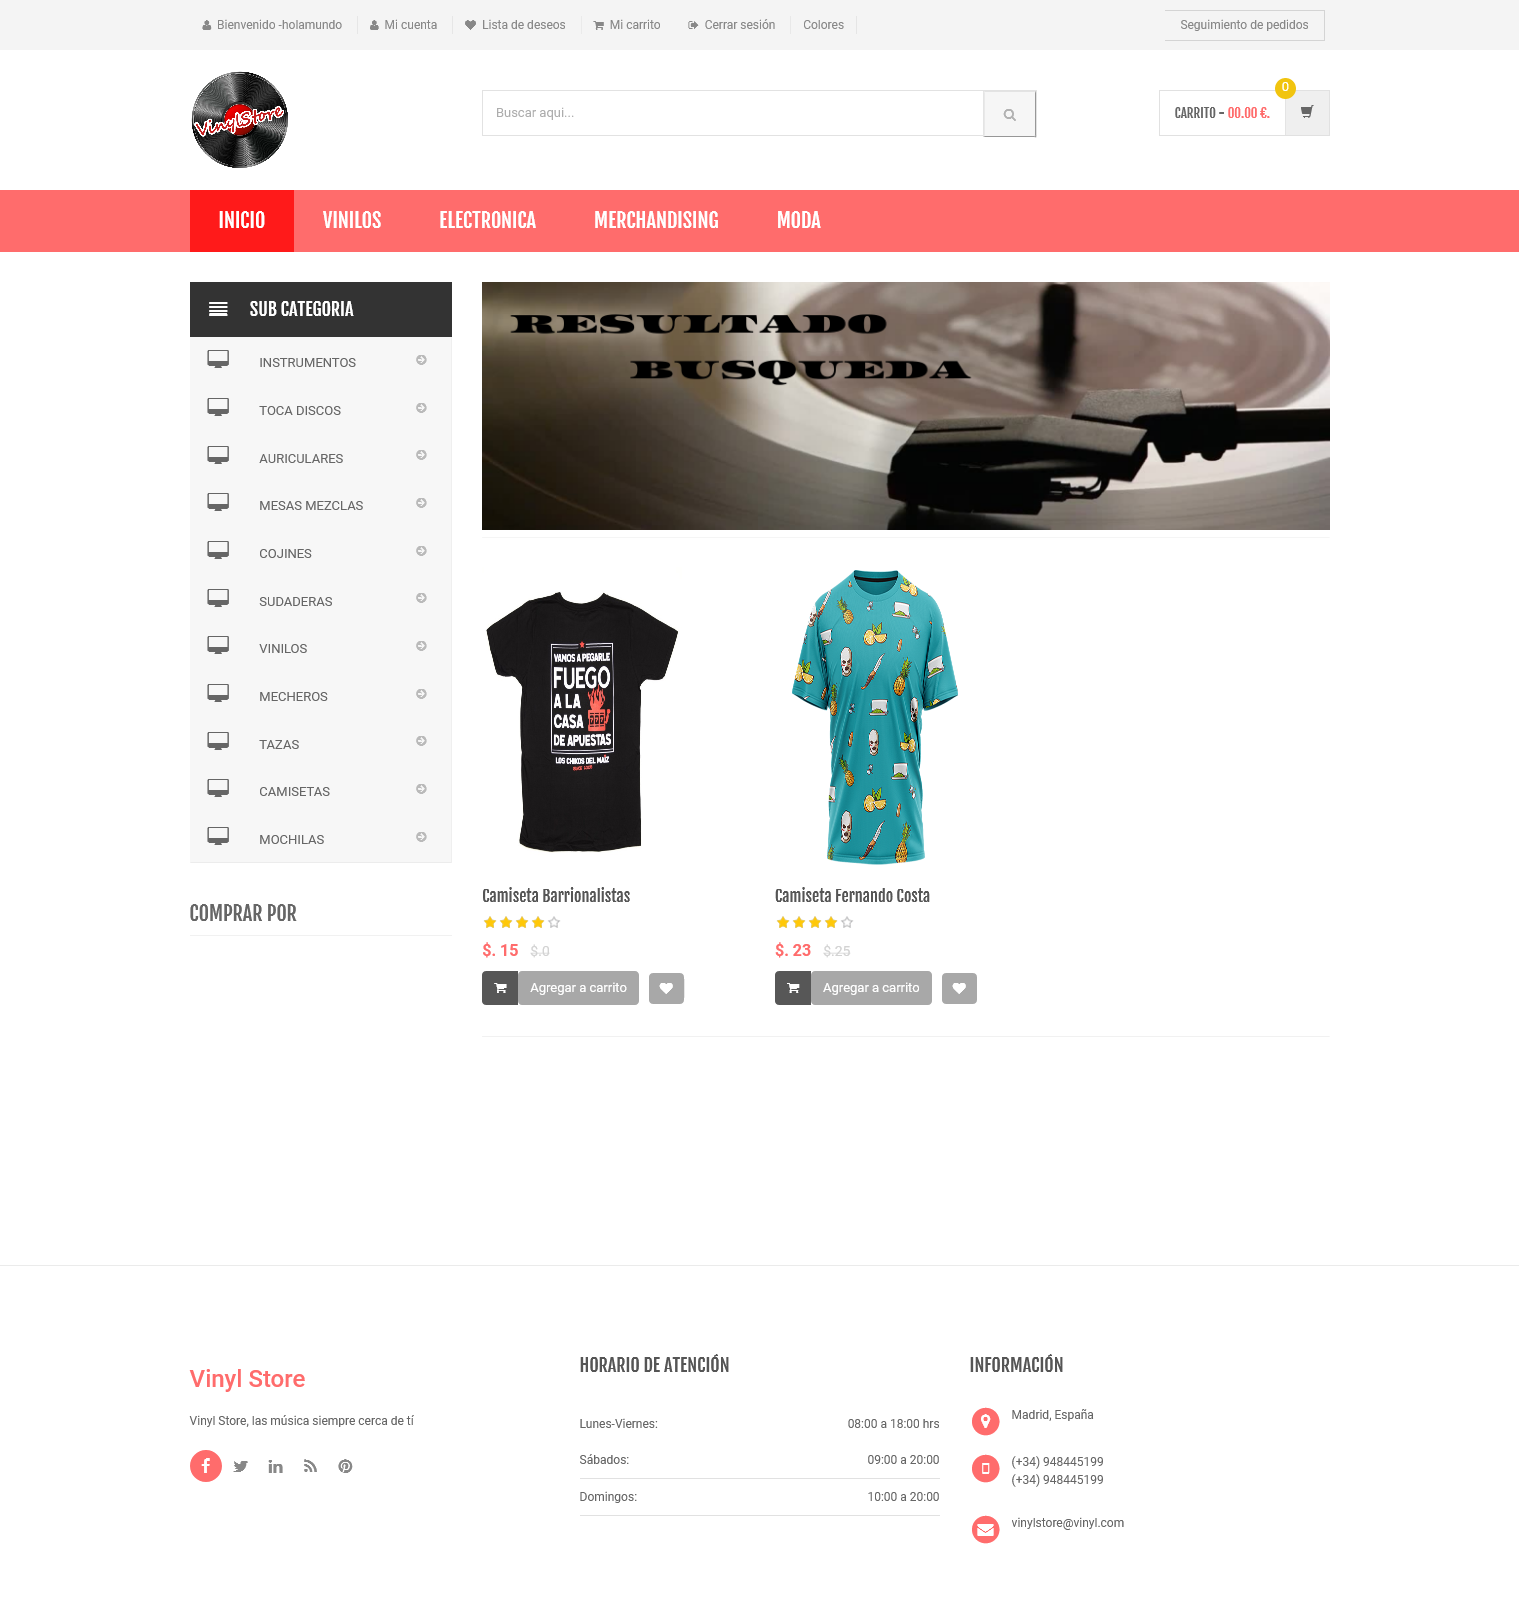 Bienvenido -holamundo
Mi cuenta
Lista de deseos
Mi carrito
Cerrar sesión
Colores
Seguimiento de pedidos
VinylStore
Buscar aqui...
0
CARRITO - 00.00 €.
INICIO
VINILOS
ELECTRONICA
MERCHANDISING
MODA
SUB CATEGORIA
INSTRUMENTOS
TOCA DISCOS
AURICULARES
MESAS MEZCLAS
COJINES
SUDADERAS
VINILOS
MECHEROS
TAZAS
CAMISETAS
MOCHILAS
COMPRAR POR
RESULTADO
BUSQUEDA
VAMOS A PEGARLE
FUEGO
A LA
CASA
DE APUESTAS
LOS CHIKOS DEL MAÍZ
Camiseta Barrionalistas
$. 15 $.0
Agregar a carrito
Camiseta Fernando Costa
$. 23 $.25
Agregar a carrito
Vinyl Store
Vinyl Store, las música siempre cerca de tí
HORARIO DE ATENCIÓN
Lunes-Viernes: 08:00 a 18:00 hrs
Sábados: 09:00 a 20:00
Domingos: 10:00 a 20:00
INFORMACIÓN
Madrid, España
(+34) 948445199
(+34) 948445199
vinylstore@vinyl.com